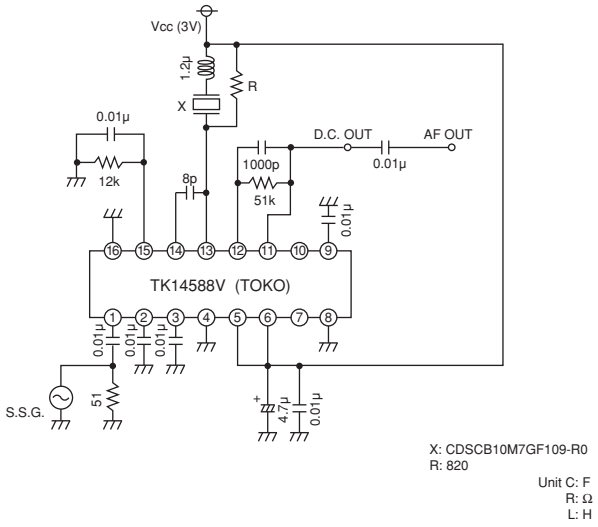 Vcc (3V)
1.2µ
R
X
0.01µ
12k
8p
1000p
51k
D.C. OUT
AF OUT
0.01µ
0.01µ
16 15 14 13 12 11 10 9
TK14588V (TOKO)
1 2 3 4 5 6 7 8
0.01µ
0.01µ
0.01µ
S.S.G.
51
+
4.7µ
0.01µ
X: CDSCB10M7GF109-R0
R: 820
Unit C: F
R: Ω
L: H